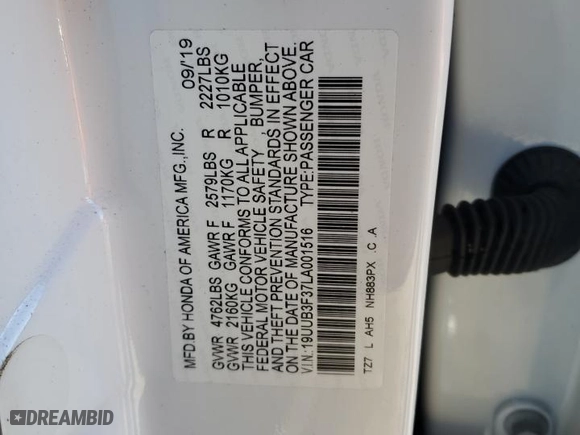 MFD.BY HONDA OF AMERICA MFG.,INC. 09/'19
GVWR 4762LBS GAWR F 2579LBS R 2227LBS
GVWR 2160KG GAWR F 1170KG R 1010KG
THIS VEHICLE CONFORMS TO ALL APPLICABLE
FEDERAL MOTOR VEHICLE SAFETY, BUMPER,
AND THEFT PREVENTION STANDARDS IN EFFECT
ON THE DATE OF MANUFACTURE SHOWN ABOVE.
V.I.N.:19UUB3F37LA001516 TYPE:PASSENGER CAR
TZ7 L AH5 NH883PX C A
DREAMBID